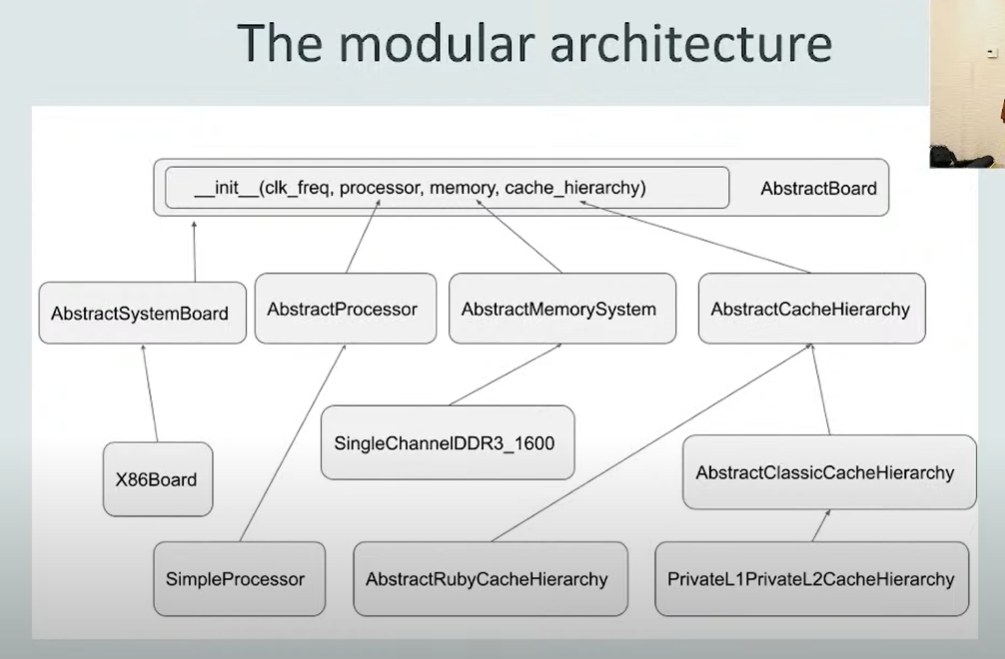 The modular architecture
__init__(clk_freq, processor, memory, cache_hierarchy)
AbstractBoard
AbstractSystemBoard
AbstractProcessor
AbstractMemorySystem
AbstractCacheHierarchy
SingleChannelDDR3_1600
X86Board
AbstractClassicCacheHierarchy
SimpleProcessor
AbstractRubyCacheHierarchy
PrivateL1PrivateL2CacheHierarchy